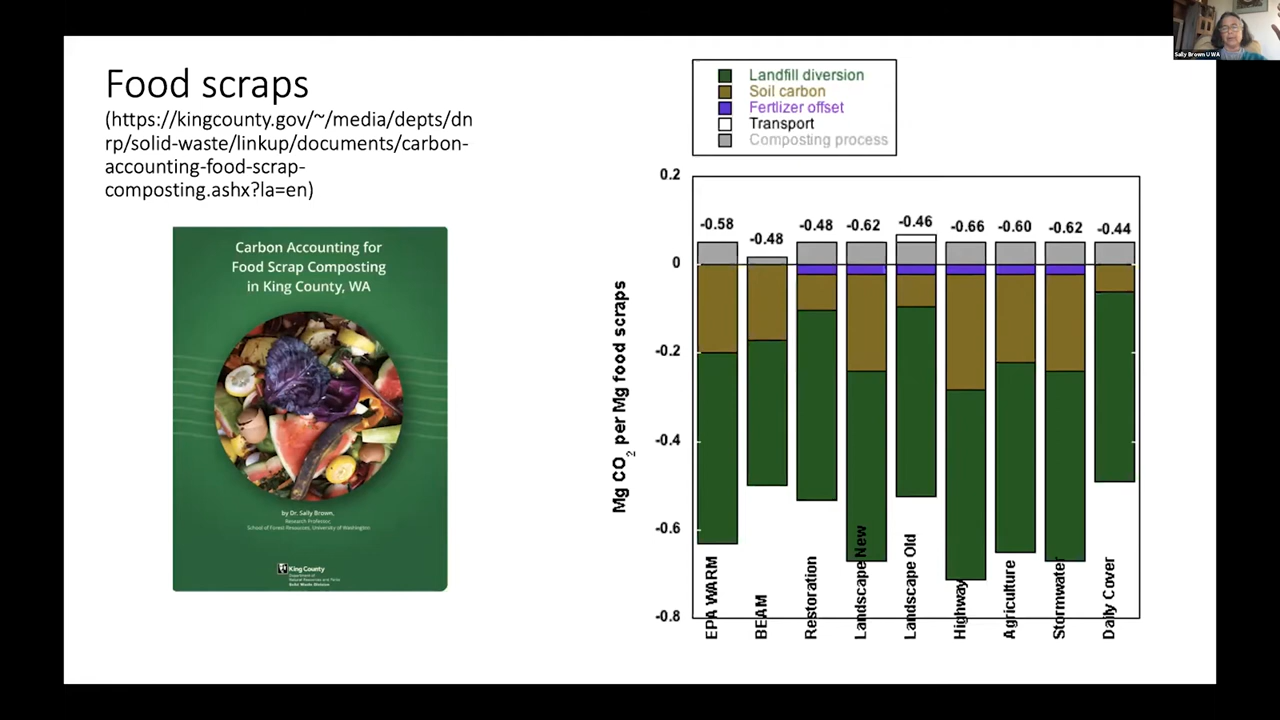 Food scraps
(https://kingcounty.gov/~/media/depts/dn
rp/solid-waste/linkup/documents/carbon-
accounting-food-scrap-
composting.ashx?la=en)
Carbon Accounting for
Food Scrap Composting
in King County, WA
by Dr. Sally Brown,
Research Professor,
School of Forest Resources, University of Washington
King County
Department of
Natural Resources and Parks
Solid Waste Division
Landfill diversion
Soil carbon
Fertlizer offset
Transport
Composting process
0.2
0
-0.2
-0.4
-0.6
-0.8
Mg CO2 per Mg food scraps
-0.58
-0.48
-0.48
-0.62
-0.46
-0.66
-0.60
-0.62
-0.44
EPA WARM
BEAM
Restoration
Landscape New
Landscape Old
Highway
Agriculture
Stormwater
Daily Cover
Sally Brown U WA